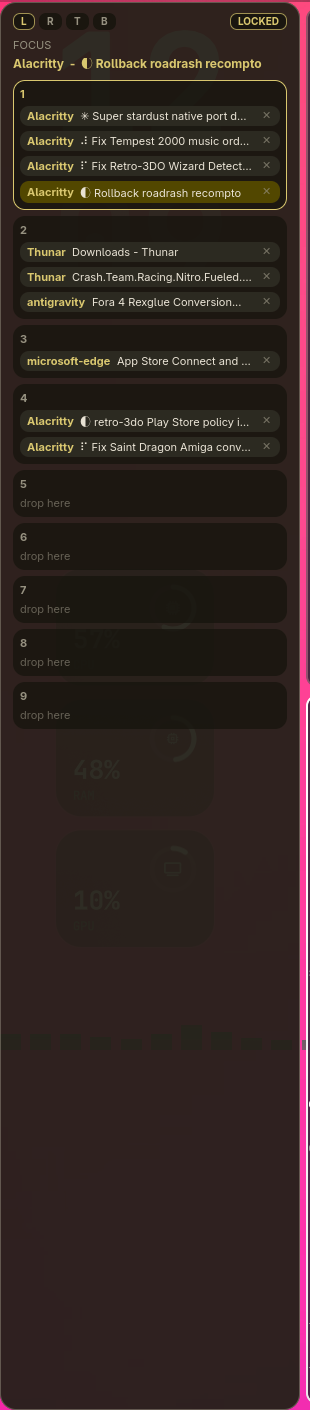 L R T B LOCKED
FOCUS
Alacritty - ◐ Rollback roadrash recompto
1
Alacritty ✳ Super stardust native port d... ×
Alacritty ⠼ Fix Tempest 2000 music ord... ×
Alacritty ⠏ Fix Retro-3DO Wizard Detect... ×
Alacritty ◐ Rollback roadrash recompto ×
2
Thunar Downloads - Thunar ×
Thunar Crash.Team.Racing.Nitro.Fueled.... ×
antigravity Fora 4 Rexglue Conversion... ×
3
microsoft-edge App Store Connect and ... ×
4
Alacritty ◐ retro-3do Play Store policy i... ×
Alacritty ⠏ Fix Saint Dragon Amiga conv... ×
5
drop here
6
drop here
7
drop here
8
drop here
9
drop here
48%
10%